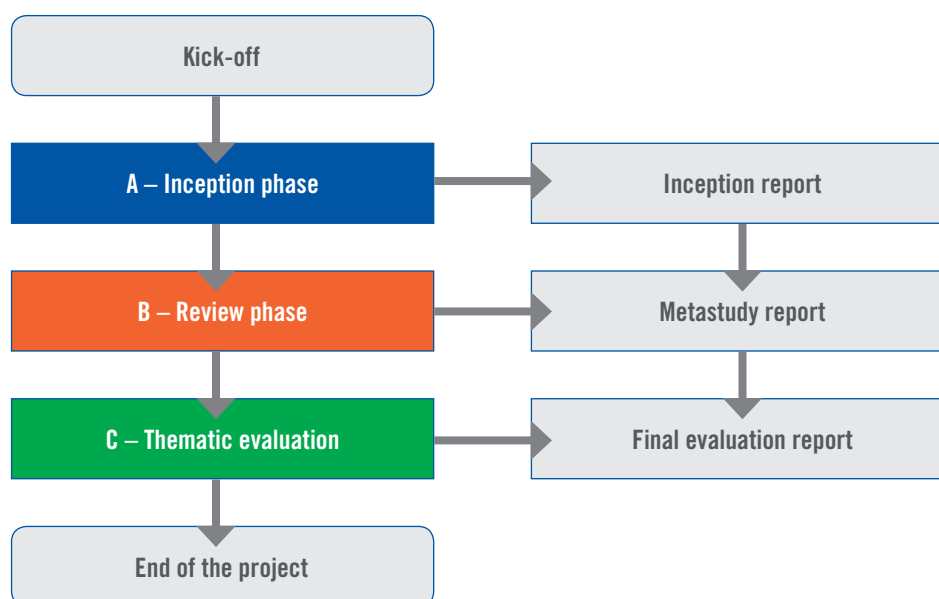 Kick-off
A – Inception phase
Inception report
B – Review phase
Metastudy report
C – Thematic evaluation
Final evaluation report
End of the project